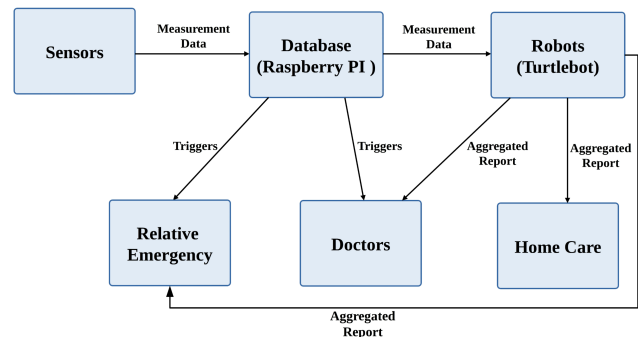 Sensors
Measurement
Data
Database
(Raspberry PI )
Measurement
Data
Robots
(Turtlebot)
Triggers
Triggers
Aggregated
Report
Aggregated
Report
Relative
Emergency
Doctors
Home Care
Aggregated
Report